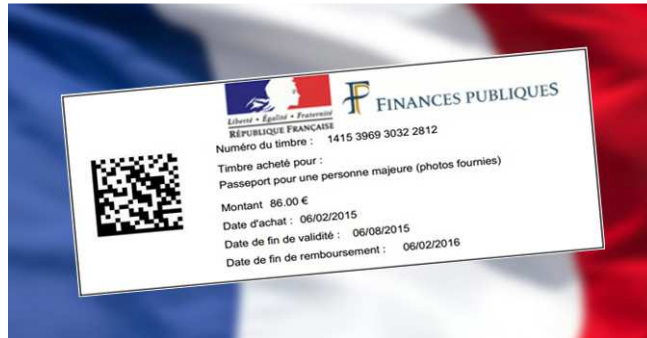 Liberté • Égalité • Fraternité
RÉPUBLIQUE FRANÇAISE
FINANCES PUBLIQUES
Numéro du timbre : 1415 3969 3032 2812
Timbre acheté pour :
Passeport pour une personne majeure (photos fournies)
Montant 86.00 €
Date d'achat : 06/02/2015
Date de fin de validité : 06/08/2015
Date de fin de remboursement : 06/02/2016